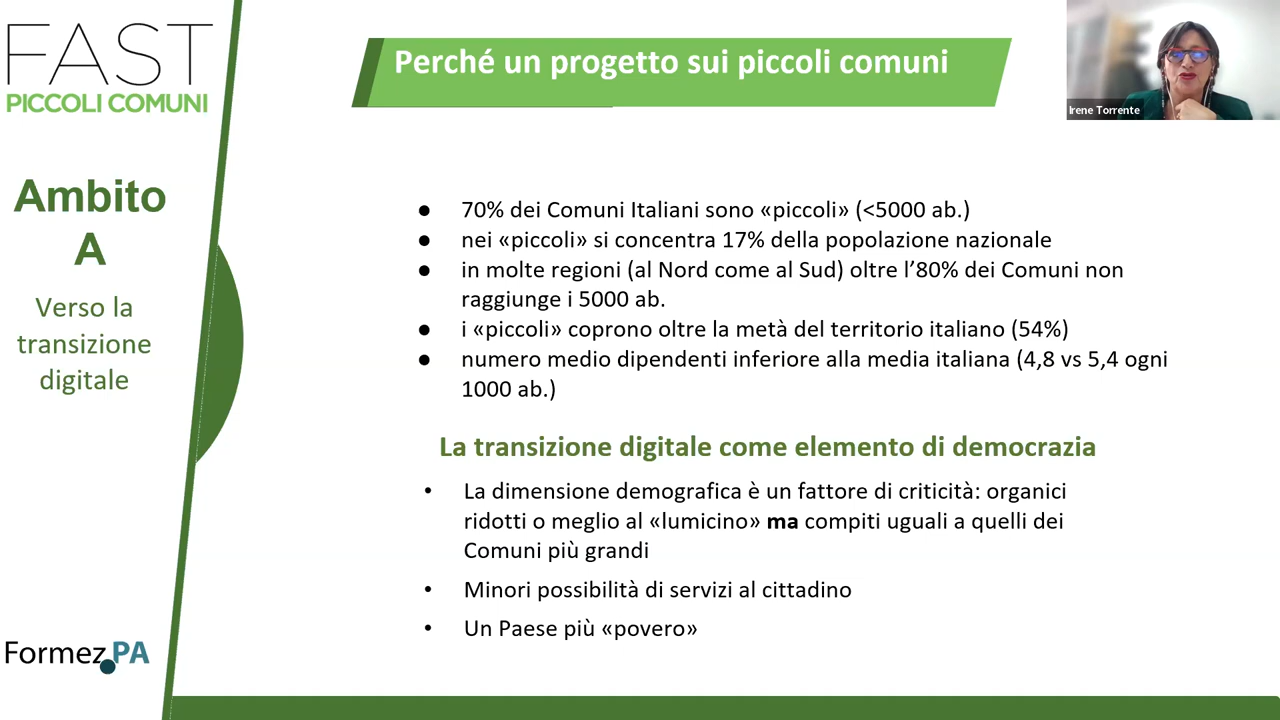 FAST
PICCOLI COMUNI
Perché un progetto sui piccoli comuni
Irene Torrente
Ambito
A
Verso la
transizione
digitale
● 70% dei Comuni Italiani sono «piccoli» (<5000 ab.)
● nei «piccoli» si concentra 17% della popolazione nazionale
● in molte regioni (al Nord come al Sud) oltre l’80% dei Comuni non
raggiunge i 5000 ab.
● i «piccoli» coprono oltre la metà del territorio italiano (54%)
● numero medio dipendenti inferiore alla media italiana (4,8 vs 5,4 ogni
1000 ab.)
La transizione digitale come elemento di democrazia
• La dimensione demografica è un fattore di criticità: organici
ridotti o meglio al «lumicino» ma compiti uguali a quelli dei
Comuni più grandi
• Minori possibilità di servizi al cittadino
• Un Paese più «povero»
Formez PA